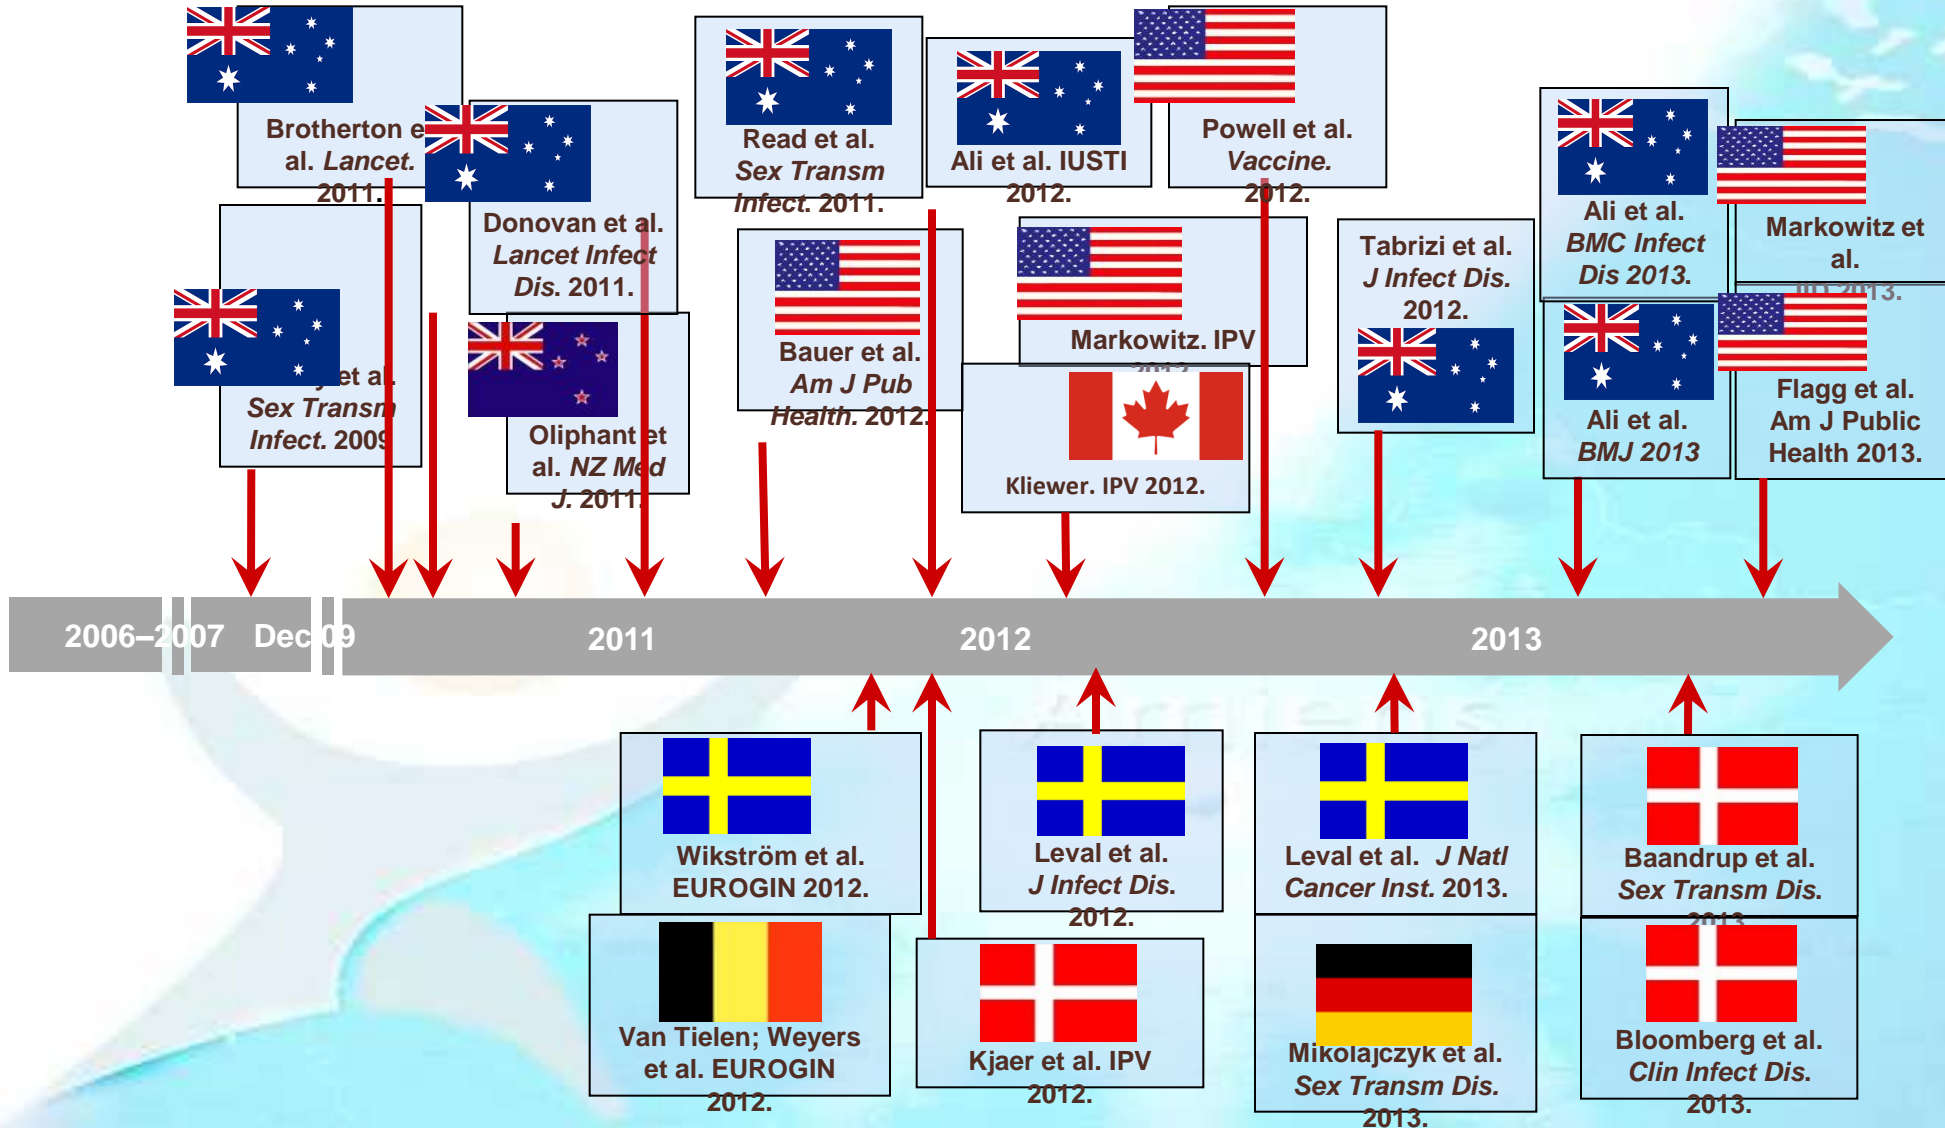 Brotherton e
al. Lancet.
2011.
Donovan et al.
Lancet Infect
Dis. 2011.
Read et al.
Sex Transm
Infect. 2011.
Ali et al. IUSTI
2012.
Powell et al.
Vaccine.
2012.
Ali et al.
BMC Infect
Dis 2013.
Markowitz et
al.
2013.
et al.
Sex Transm
Infect. 2009
Oliphant et
al. NZ Med
J. 2011.
Bauer et al.
Am J Pub
Health. 2012.
Markowitz. IPV
2012.
Kliewer. IPV 2012.
Tabrizi et al.
J Infect Dis.
2012.
Ali et al.
BMJ 2013
Flagg et al.
Am J Public
Health 2013.
2006–2007 Dec 09 2011 2012 2013
Amiens
Wikström et al.
EUROGIN 2012.
Leval et al.
J Infect Dis.
2012.
Leval et al. J Natl
Cancer Inst. 2013.
Baandrup et al.
Sex Transm Dis.
2013.
Van Tielen; Weyers
et al. EUROGIN
2012.
Kjaer et al. IPV
2012.
Mikolajczyk et al.
Sex Transm Dis.
2013.
Bloomberg et al.
Clin Infect Dis.
2013.